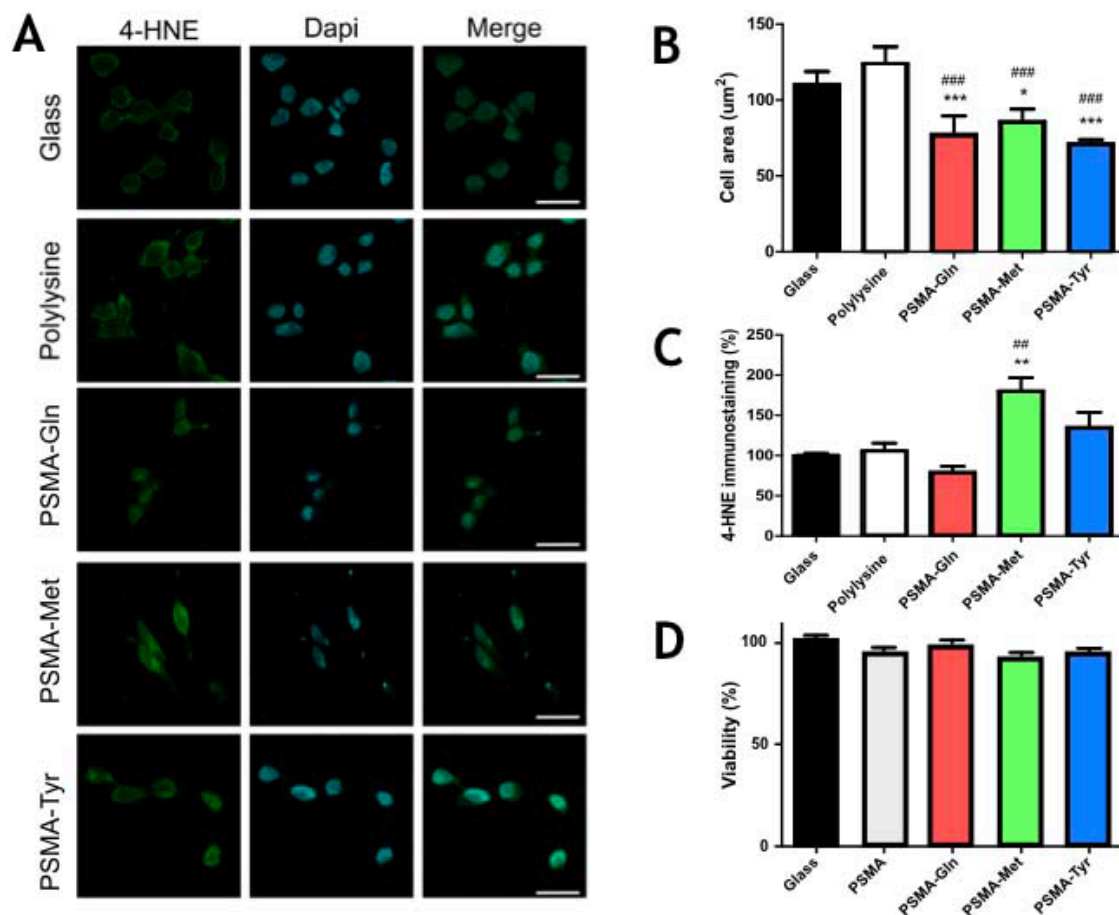 A
4-HNE Dapi Merge
Glass
Polylysine
PSMA-Gln
PSMA-Met
PSMA-Tyr
B
Cell area (um²)
150
100
50
0
###
***
###
*
###
***
Glass
Polylysine
PSMA-Gln
PSMA-Met
PSMA-Tyr
C
4-HNE immunostaining (%)
250
200
150
100
50
0
##
**
Glass
Polylysine
PSMA-Gln
PSMA-Met
PSMA-Tyr
D
Viability (%)
100
50
0
Glass
PSMA
PSMA-Gln
PSMA-Met
PSMA-Tyr